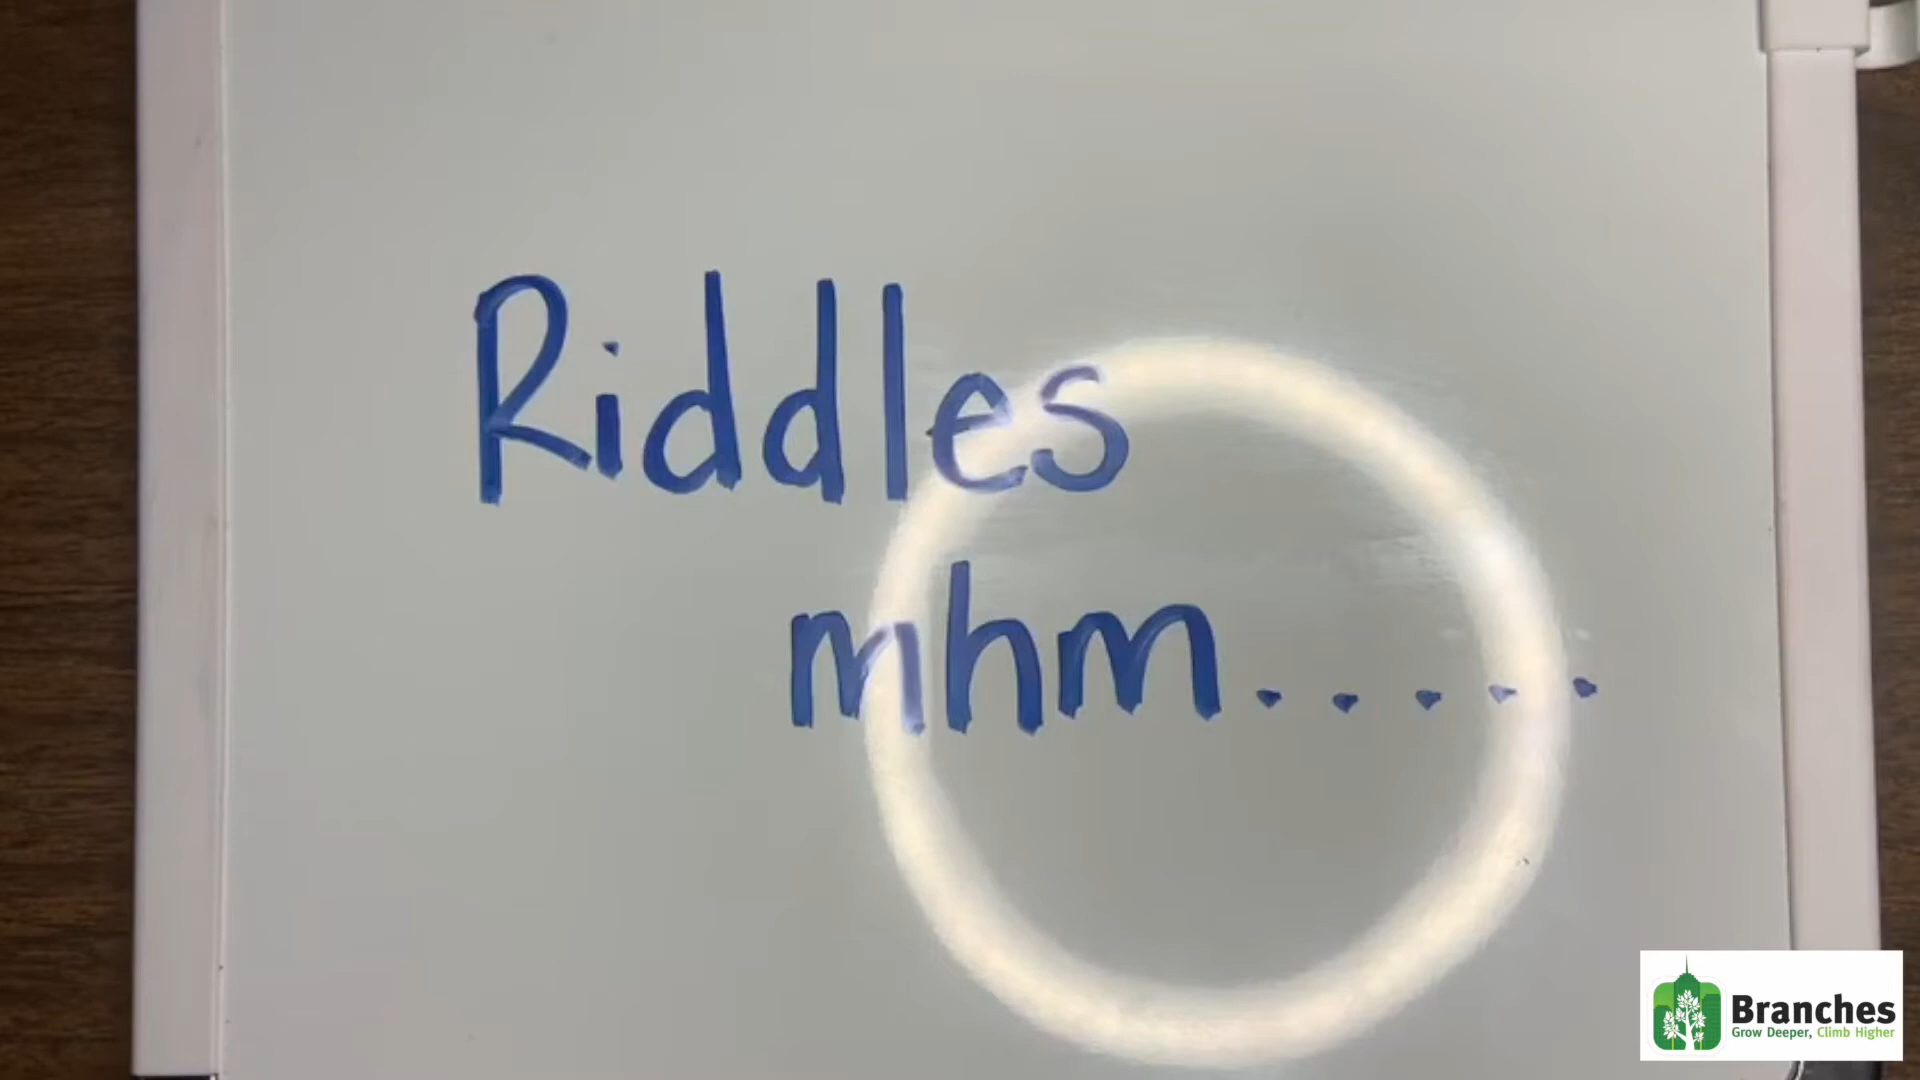 Riddles
mhm.....
Branches
Grow Deeper, Climb Higher